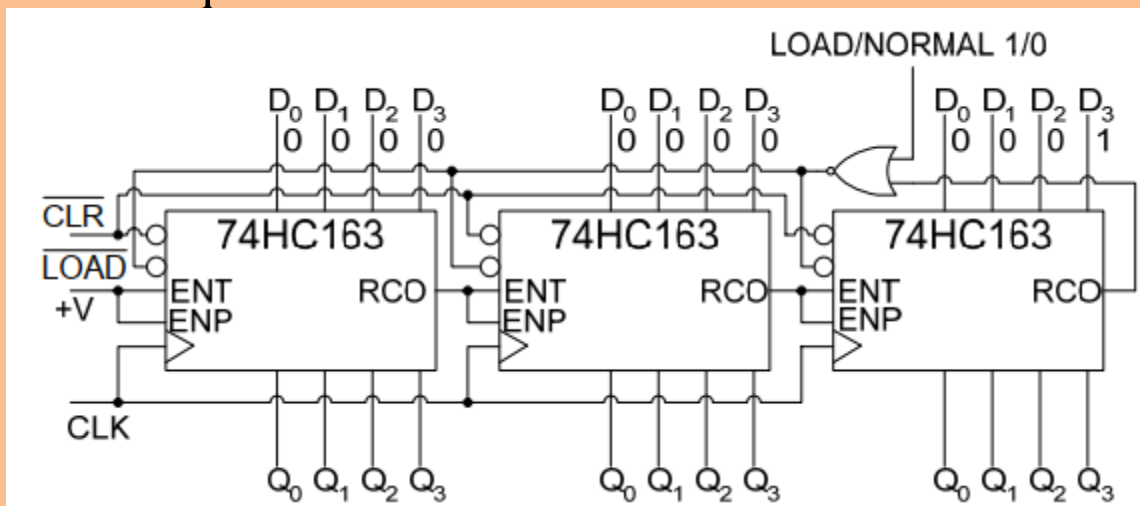 LOAD/NORMAL 1/0
D0 D1 D2 D3 D0 D1 D2 D3 D0 D1 D2 D3
0 0 0 0 0 0 0 0 0 0 0 1
CLR 74HC163 74HC163 74HC163
LOAD
ENT RCO ENT RCO ENT RCO
+V
ENP ENP ENP
CLK
Q0 Q1 Q2 Q3 Q0 Q1 Q2 Q3 Q0 Q1 Q2 Q3